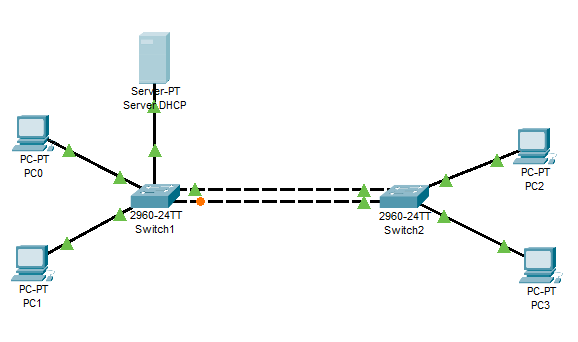 Server-PT
Server DHCP
PC-PT
PC0
PC-PT
PC2
2960-24TT
Switch1
2960-24TT
Switch2
PC-PT
PC1
PC-PT
PC3